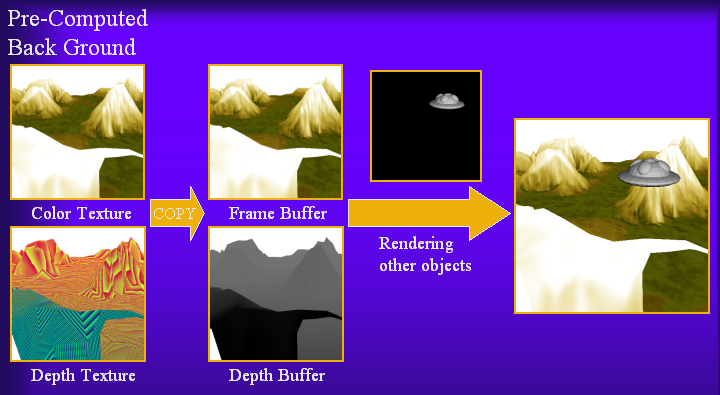 Pre-Computed
Back Ground
Color Texture
COPY
Frame Buffer
Rendering
other objects
Depth Texture
Depth Buffer